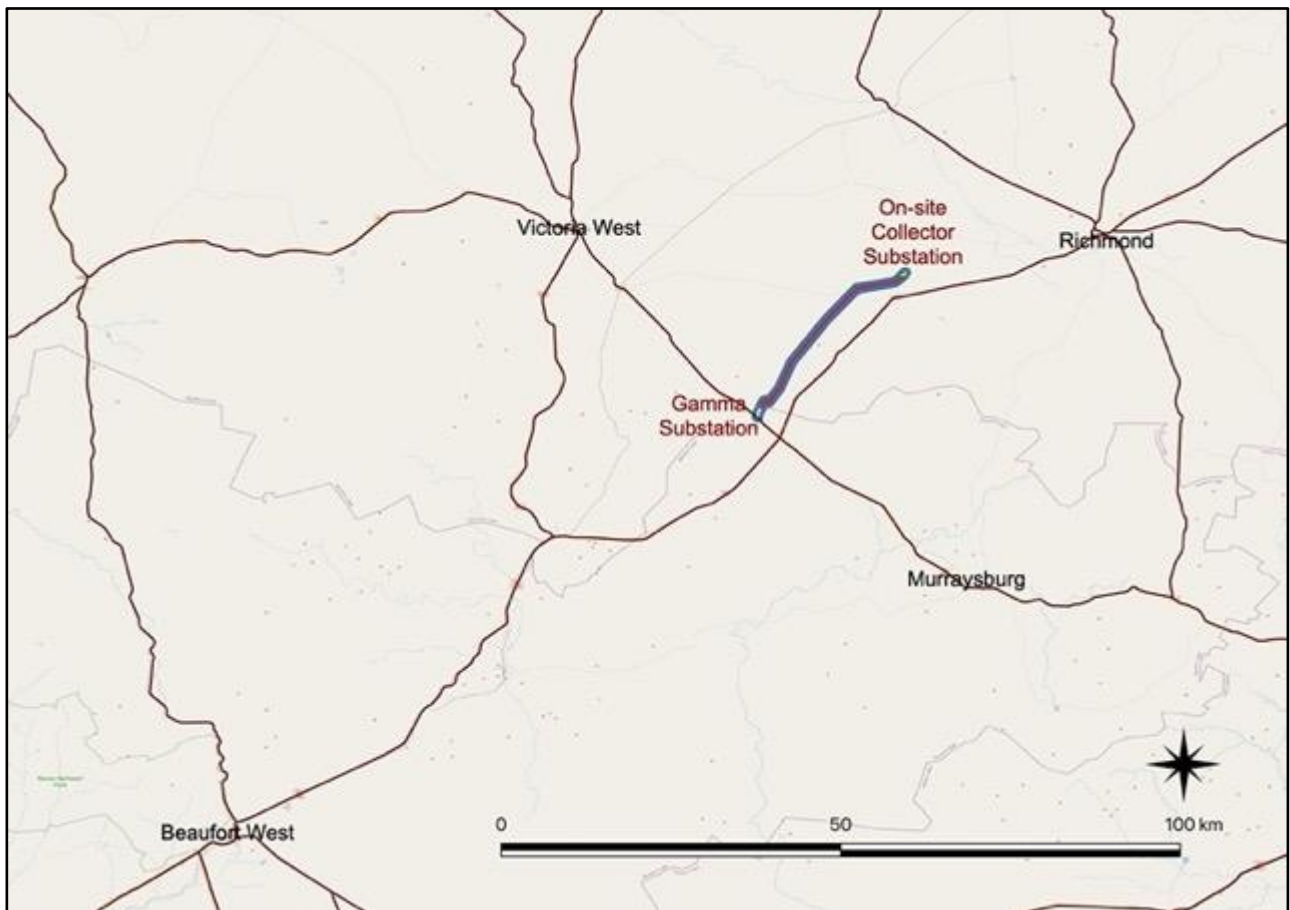 On-site
Collector
Substation
Victoria West
Richmond
Gamma
Substation
Murraysburg
0
50
100 km
Beaufort West